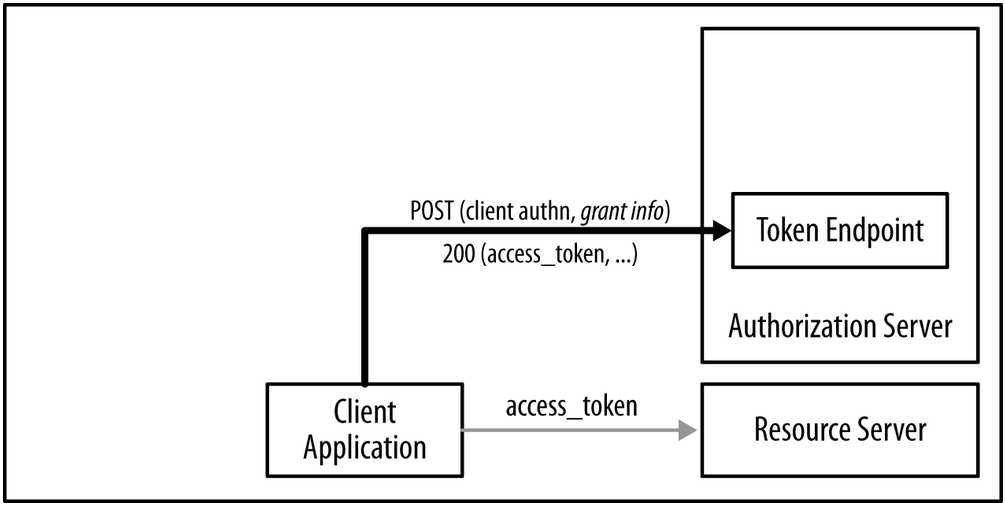 POST (client authn, grant info)
200 (access_token, ...)
Token Endpoint
Authorization Server
Client
Application
access_token
Resource Server